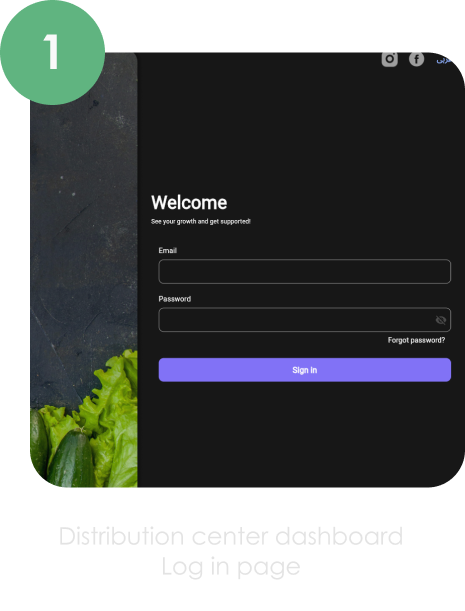 1
Welcome
See your growth and get supported!
Email
Password
Forgot password?
Sign in
Distribution center dashboard
Log in page